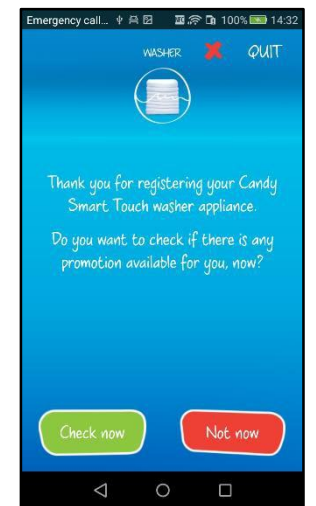 Emergency call... 100% 14:32
WASHER QUIT
Thank you for registering your Candy
Smart Touch washer appliance.
Do you want to check if there is any
promotion available for you, now?
Check now Not now